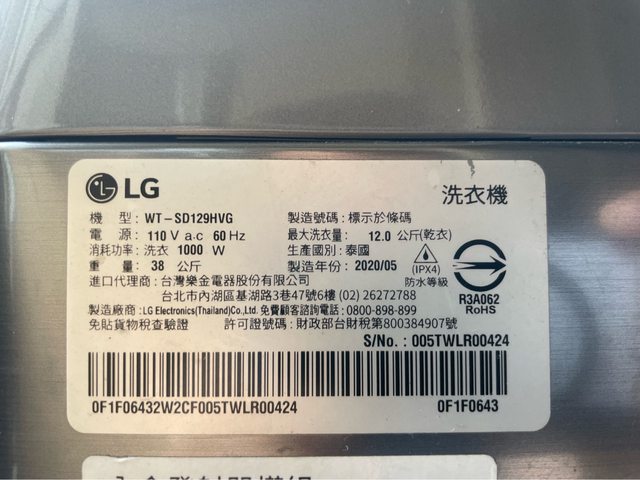 LG 洗衣機
機 型: WT-SD129HVG 製造號碼: 標示於條碼
電 源: 110 V a.c 60 Hz 最大洗衣量: 12.0 公斤(乾衣)
消耗功率: 洗衣 1000 W 生產國別: 泰國
重 量: 38 公斤 製造年份: 2020/05 (IPX4)
進口代理商: 台灣樂金電器股份有限公司 防水等級
台北市內湖區基湖路3巷47號6樓 (02) 26272788 R3A062
製造廠商: LG Electronics(Thailand)Co.,Ltd. 免費顧客諮詢電話: 0800-898-899 RoHS
免貼貨物稅查驗證 許可證號碼: 財政部台財稅第800384907號
S/No.: 005TWLR00424
0F1F06432W2CF005TWLR00424 0F1F0643